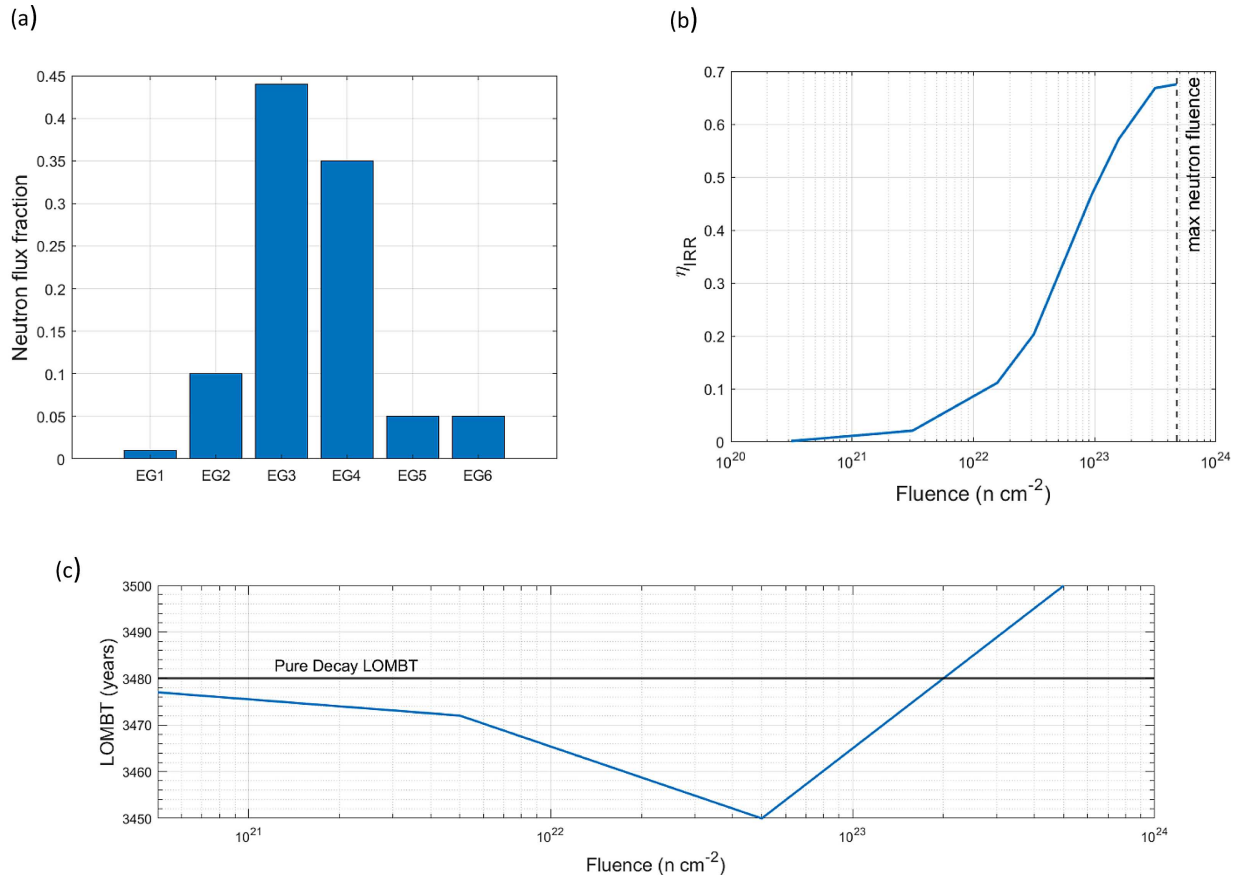 (a)
0.45
0.4
0.35
0.3
0.45
0.2
0.15
0.1
0.05
0
Neutron flux fraction
EG1 EG2 EG3 EG4 EG5 EG6
(b)
0.7
0.6
0.5
0.4
0.3
0.2
0.1
0
η_IRR
max neutron fluence
10^20 10^21 10^22 10^23 10^24
Fluence (n cm^-2)
(c)
3500
3490
3480
3470
3460
3450
LOMBT (years)
Pure Decay LOMBT
10^21 10^22 10^23 10^24
Fluence (n cm^-2)